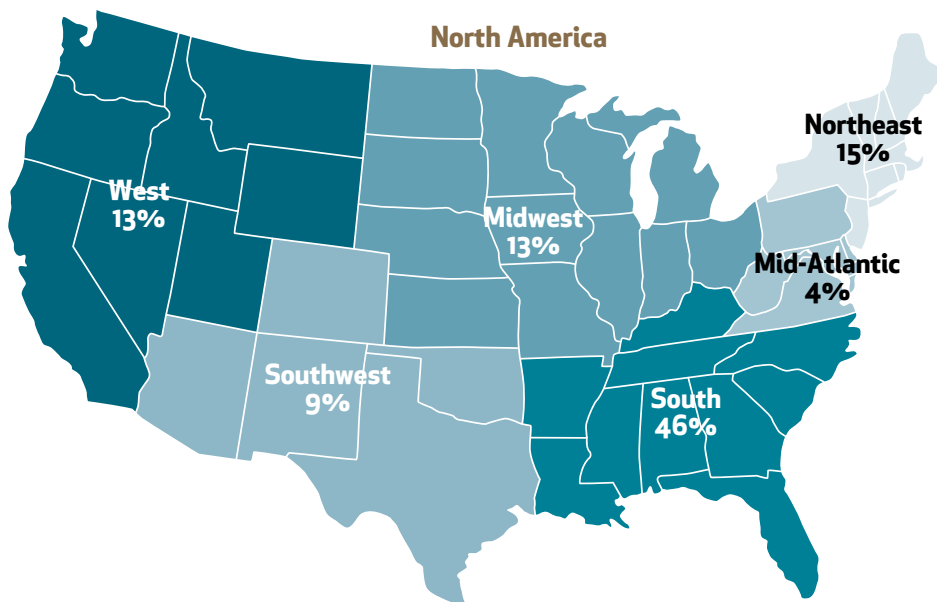 North America
Northeast
15%
West
13%
Midwest
13%
Mid-Atlantic
4%
Southwest
9%
South
46%